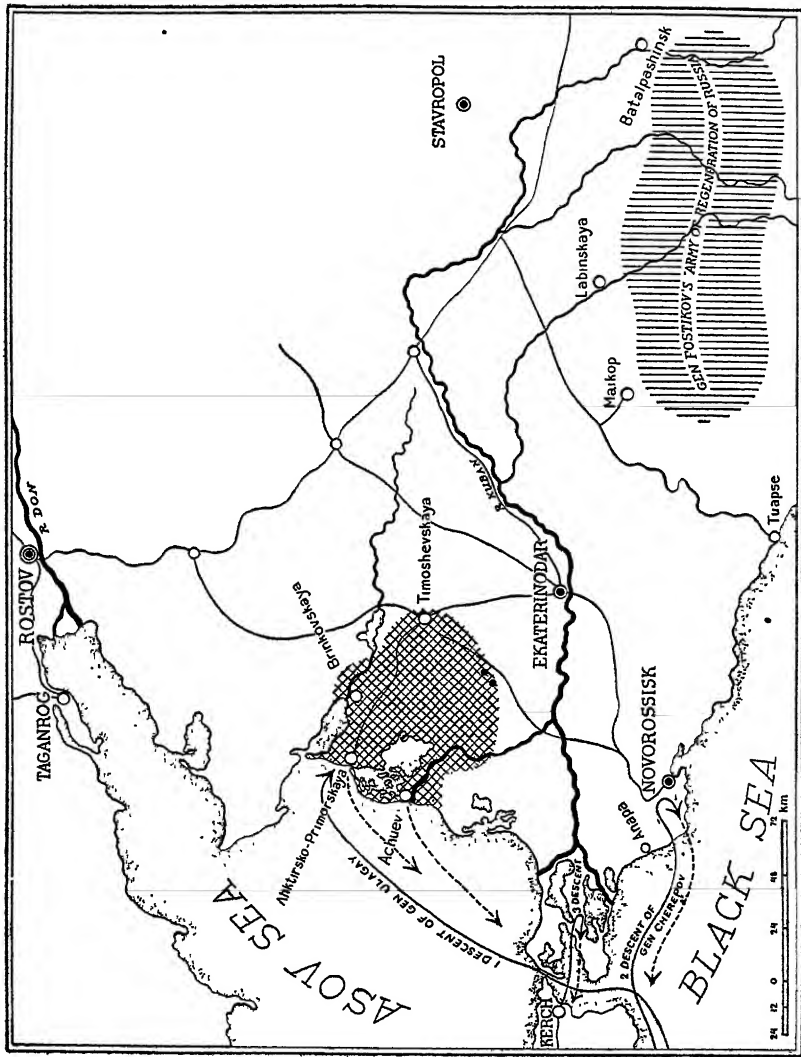 STAVROPOL
Batalpashinsk
GEN FOSTIKOV'S ARMY OF REGENERATION OF RUSSIA
Labinskaya
Maikop
Tuapse
R DON
ROSTOV
TAGANROG
Brinkovskaya
Timoshevskaya
R KUBAN
EKATERINODAR
NOVOROSSISK
Anapa
Ahktarsko-Primorskaya
Achuev
1 DESCENT OF GEN ULAGAY
3 DESCENT
2 DESCENT OF
GEN CHEREPOV
ASOV SEA
BLACK SEA
KERCH
24 12 0 24 48 72 km